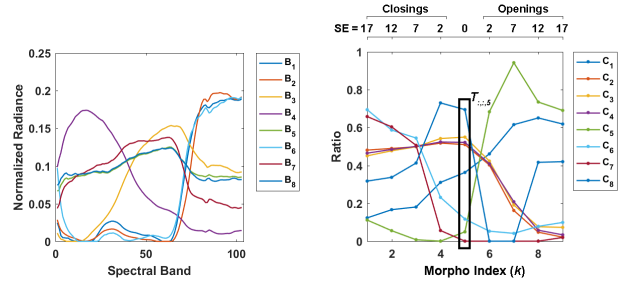 Closings
Openings
SE = 17 12 7 2 0 2 7 12 17
0.25
0.2
0.15
0.1
0.05
0
0 50 100
Spectral Band
Normalized Radiance
B1
B2
B3
B4
B5
B6
B7
B8
1
0.8
0.6
0.4
0.2
0
2 4 6 8
Morpho Index (k)
Ratio
T:,:,5
C1
C2
C3
C4
C5
C6
C7
C8